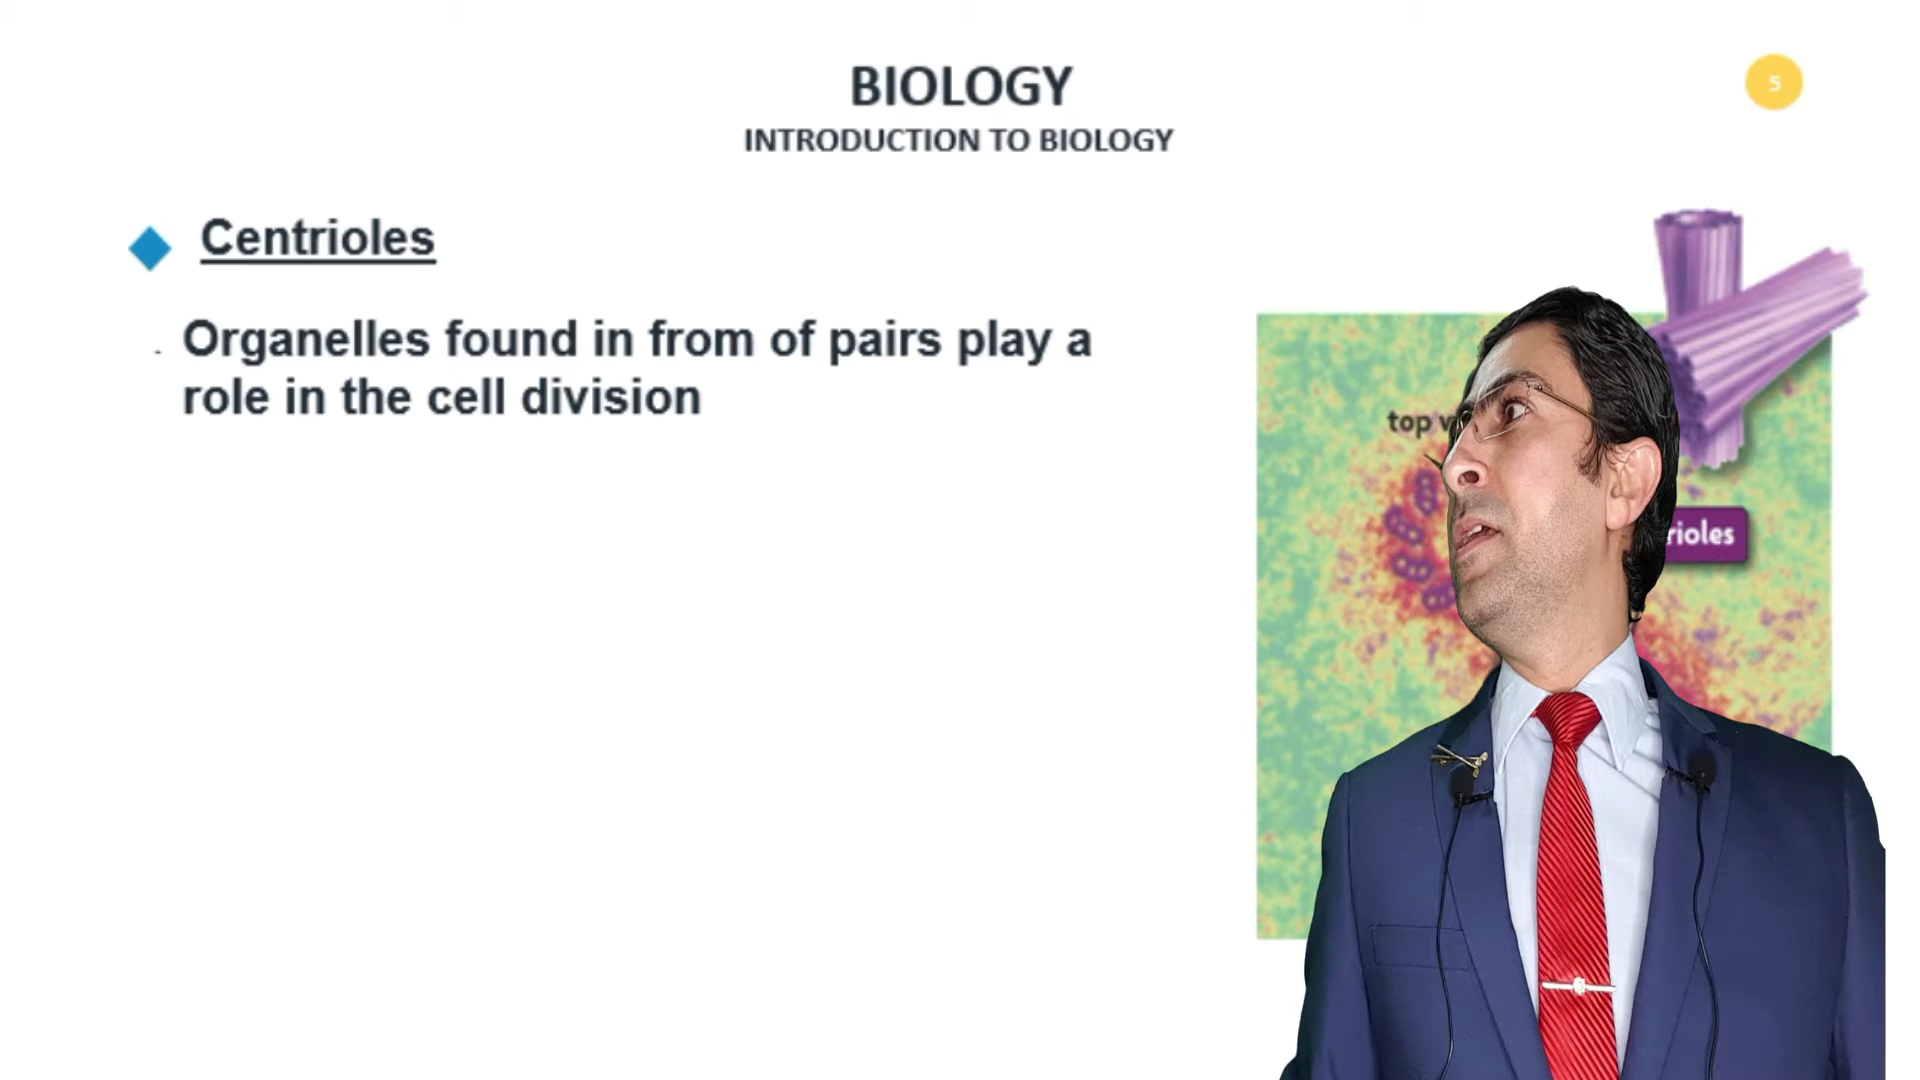 BIOLOGY
5
INTRODUCTION TO BIOLOGY
Centrioles
Organelles found in from of pairs play a
role in the cell division
top
rioles